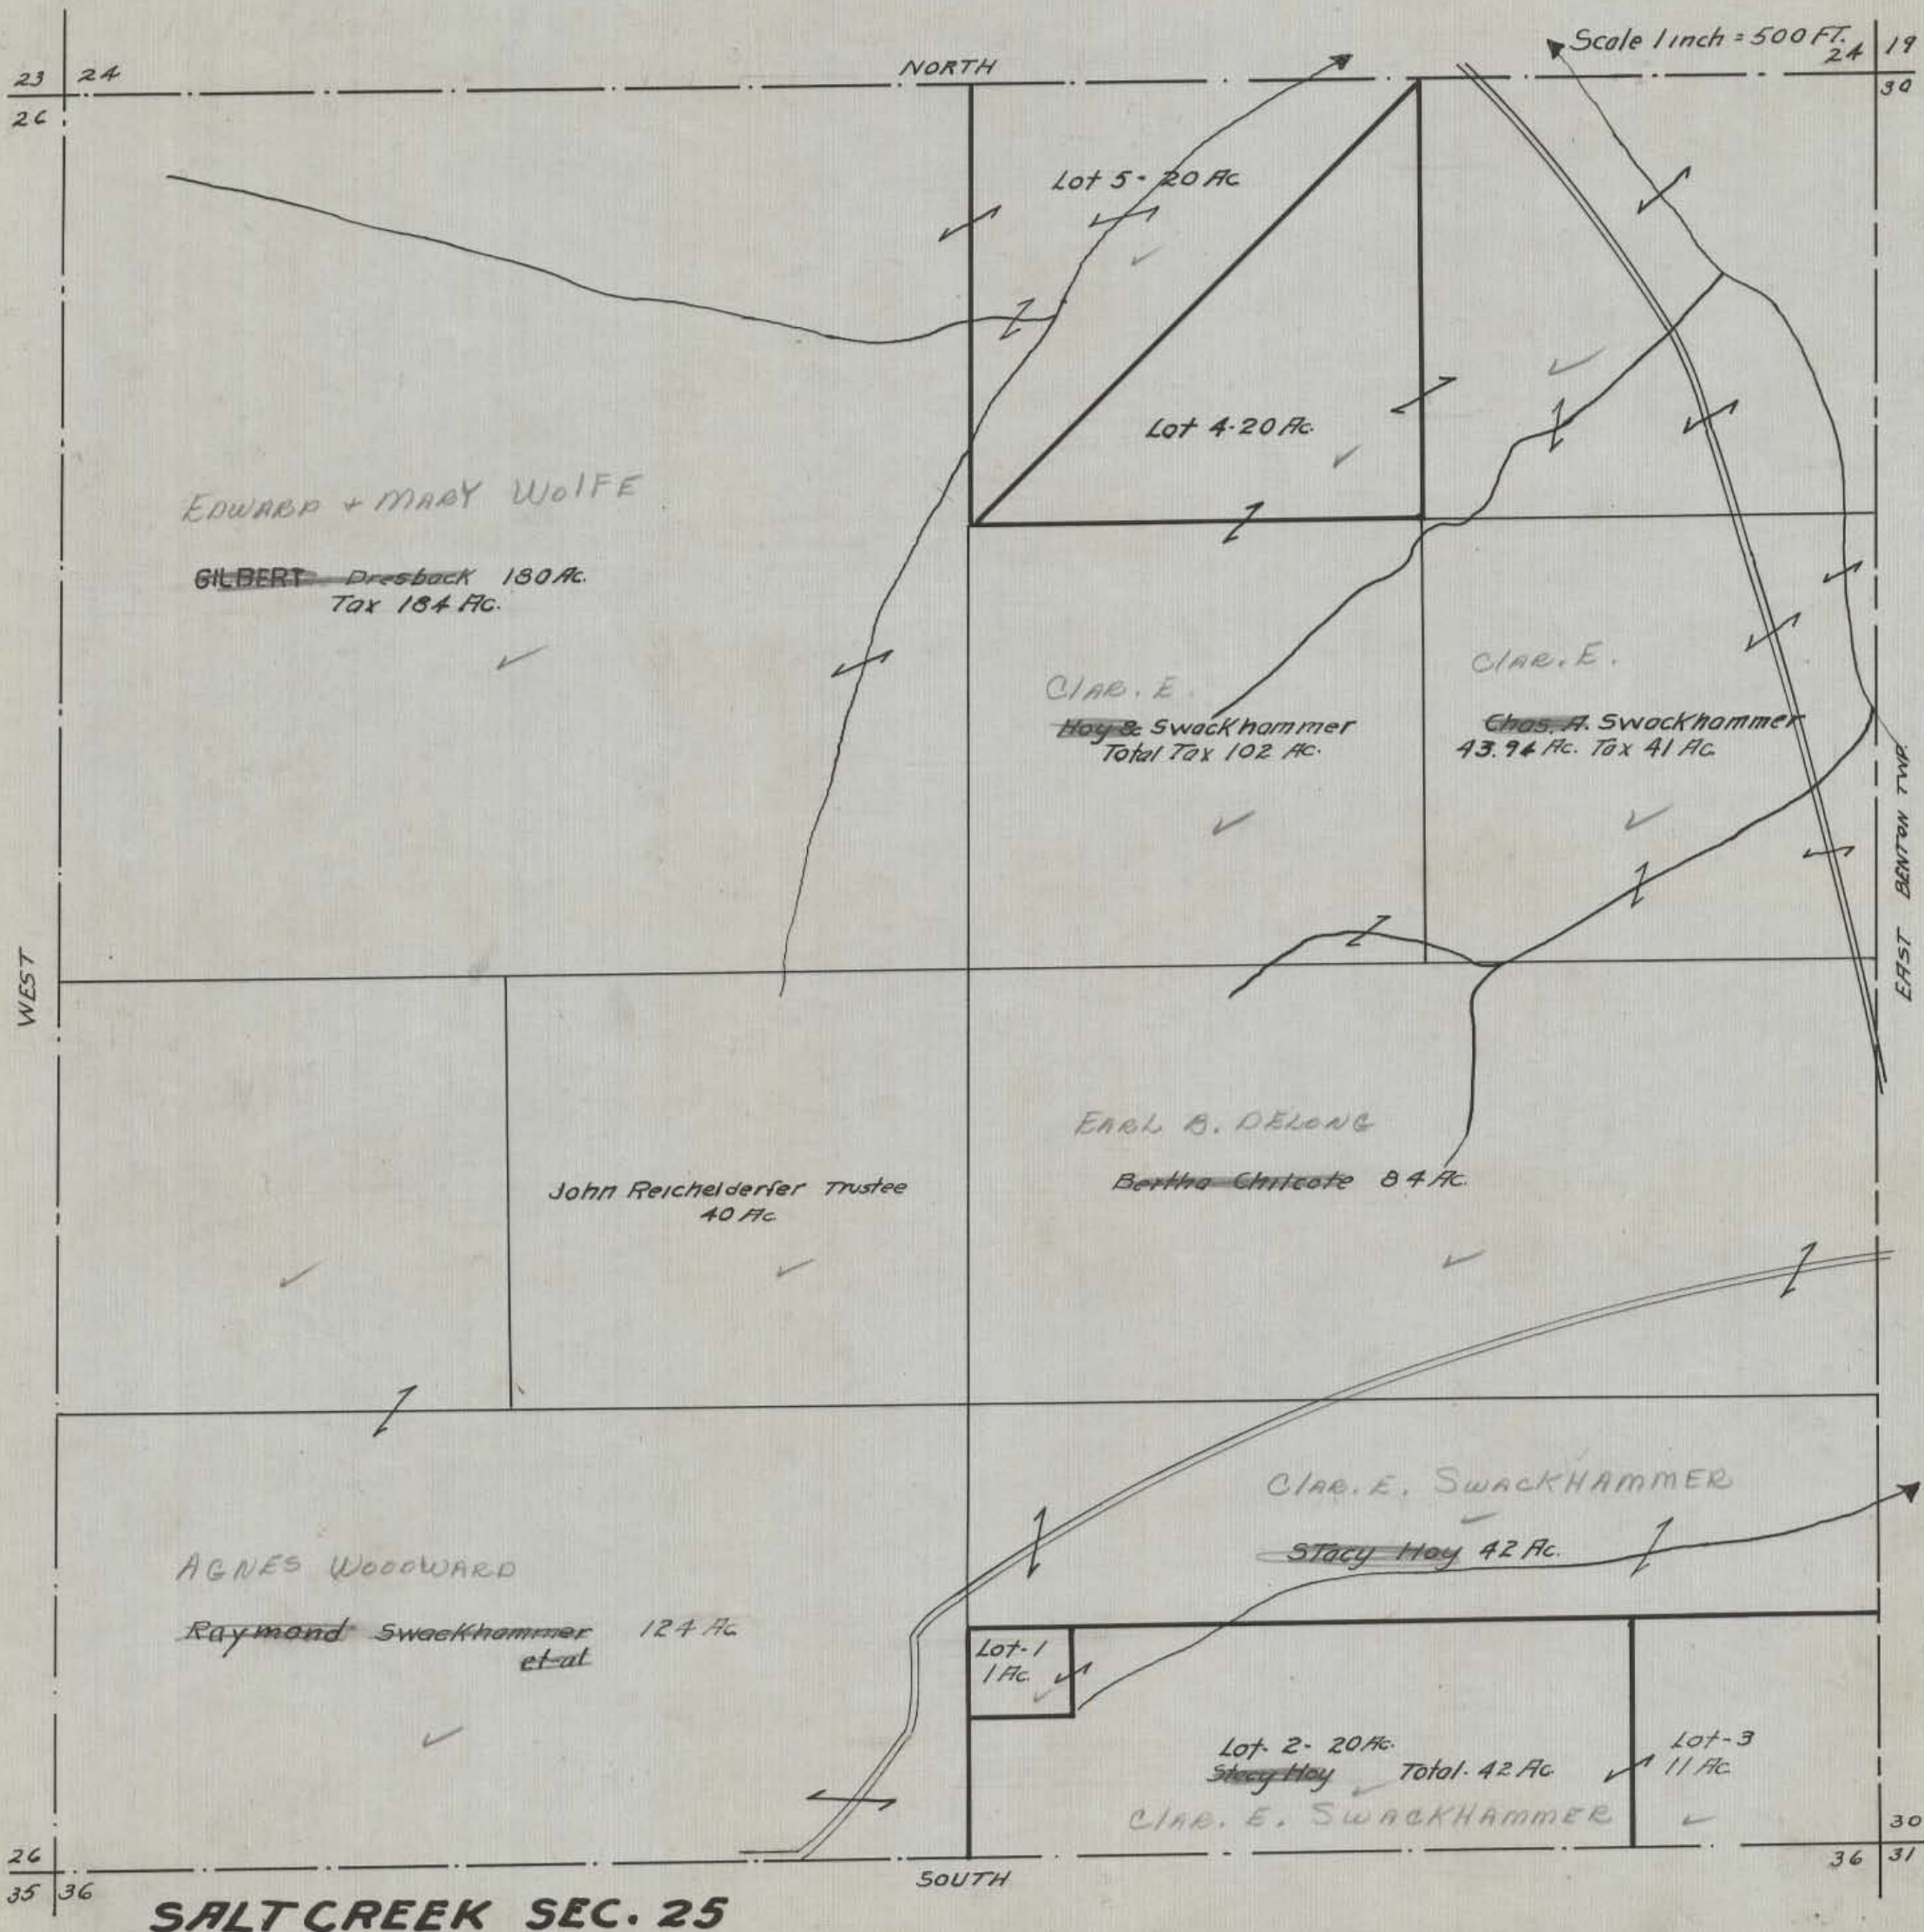 Scale 1 inch = 500 FT.
23 24
26
NORTH
24 19
30
Lot 5 - 20 Ac
Lot 4 - 20 Ac.
EDWARD + MARY WOLFE
GILBERT Dresback 180 Ac.
Tax 184 Ac.
CLAR. E.
Hoy & Swackhammer
Total Tax 102 Ac.
CLAR. E.
Chas. A. Swackhammer
43.94 Ac. Tax 41 Ac.
WEST
EAST BENTON TWP.
John Reichelderfer Trustee
40 Ac
EARL B. DELONG
Bertha Chilcote 84 Ac.
CLAR. E. SWACKHAMMER
Stacy Hoy 42 Ac.
AGNES WOODWARD
Raymond Swackhammer 124 Ac
et-al
Lot-1
1 Ac.
Lot- 2- 20 Ac.
Stacy Hoy Total. 42 Ac
CLAR. E. SWACKHAMMER
Lot-3
11 Ac
26
35 36
SOUTH
30
36 31
SALTCREEK SEC. 25